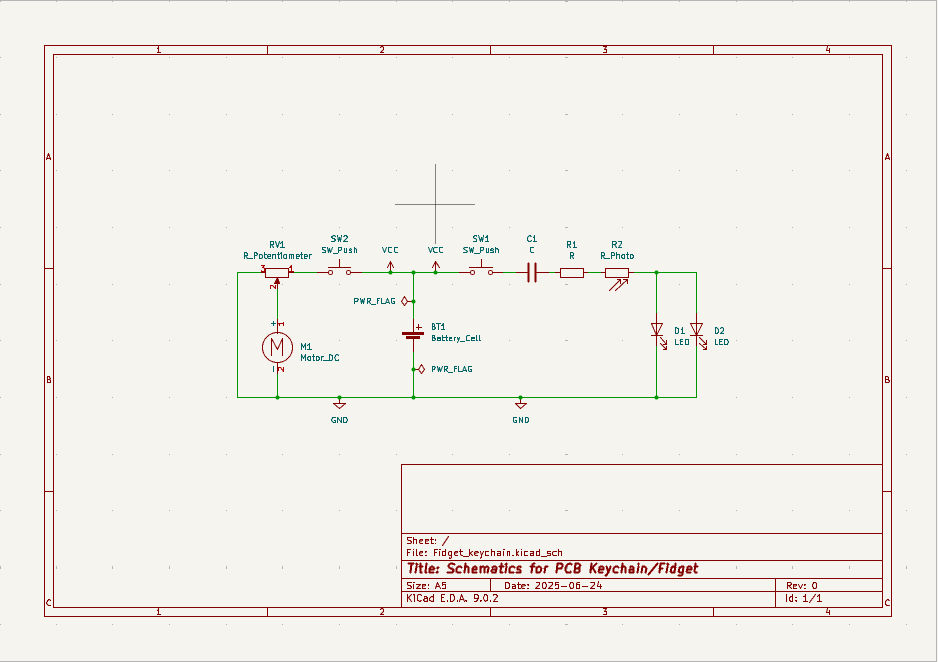 1 2 3 4
A A
SW2 SW1 C1
RV1 SW_Push VCC VCC SW_Push C R1 R2
R_Potentiometer R R_Photo
3 1
2
PWR_FLAG
+ 1 + BT1 D1 D2
M M1 Battery_Cell LED LED
Motor_DC
2 PWR_FLAG
B B
GND GND
Sheet: /
File: Fidget_keychain.kicad_sch
Title: Schematics for PCB Keychain/Fidget
Size: A5 Date: 2025-06-24 Rev: 0
KiCad E.D.A. 9.0.2 Id: 1/1
C C
1 2 3 4